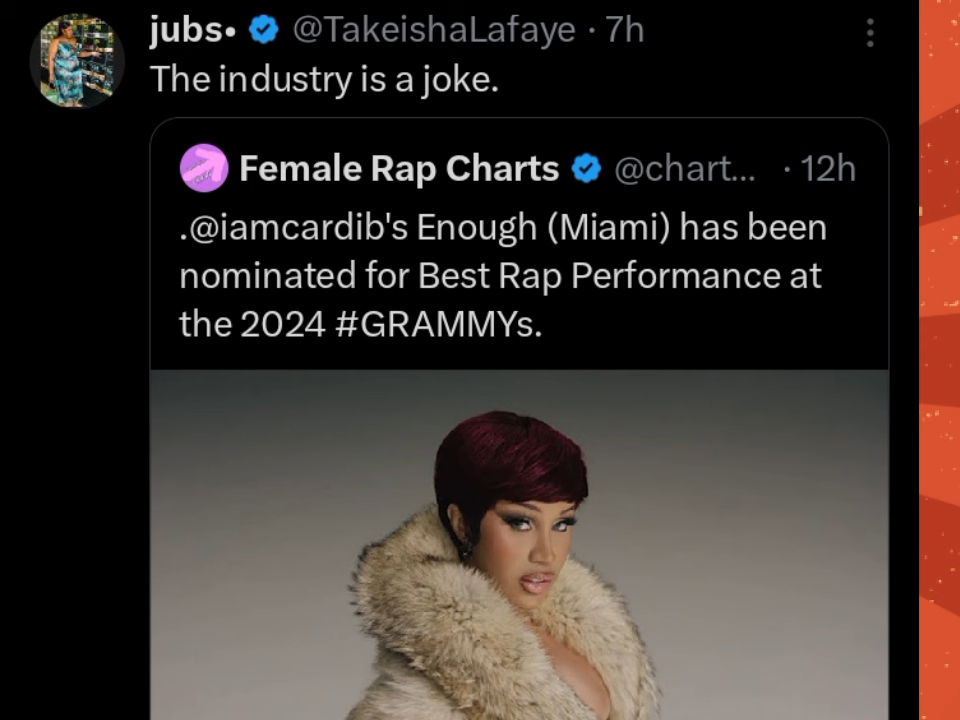 jubs• @TakeishaLafaye · 7h
The industry is a joke.
Female Rap Charts @chart... · 12h
.@iamcardib's Enough (Miami) has been
nominated for Best Rap Performance at
the 2024 #GRAMMYs.